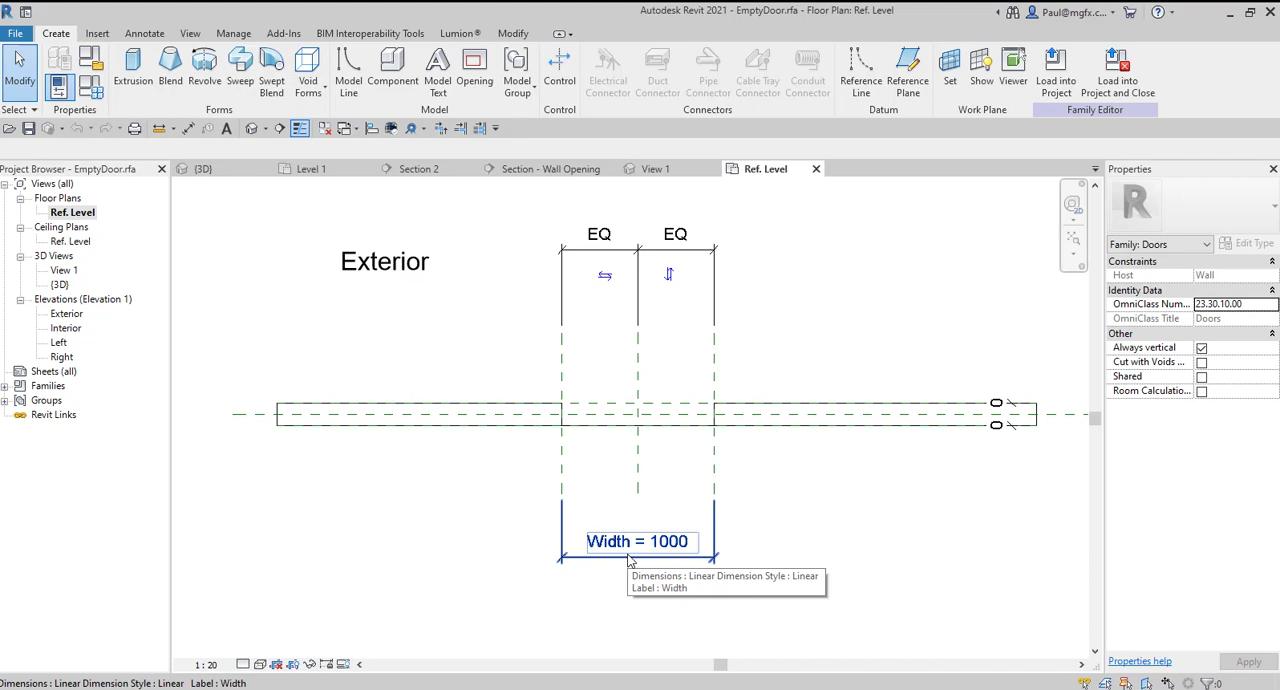 Autodesk Revit 2021 - EmptyDoor.rfa - Floor Plan: Ref. Level
Paul@mgfx.c...
File Create Insert Annotate View Manage Add-Ins BIM Interoperability Tools Lumion® Modify
Modify Extrusion Blend Revolve Sweep Swept Blend Void Forms Model Line Component Model Text Opening Model Group Control Electrical Connector Duct Connector Pipe Connector Cable Tray Connector Conduit Connector Reference Line Reference Plane Set Show Viewer Load into Project Load into Project and Close
Select Properties Forms Model Control Connectors Datum Work Plane Family Editor
Project Browser - EmptyDoor.rfa
{3D} Level 1 Section 2 Section - Wall Opening View 1 Ref. Level
Views (all)
Floor Plans
Ref. Level
Ceiling Plans
Ref. Level
3D Views
View 1
{3D}
Elevations (Elevation 1)
Exterior
Interior
Left
Right
Sheets (all)
Families
Groups
Revit Links
EQ EQ
Exterior
2D
0
0
Width = 1000
Dimensions : Linear Dimension Style : Linear
Label : Width
Properties
R
Family: Doors Edit Type
Constraints
Host Wall
Identity Data
OmniClass Num... 23.30.10.00
OmniClass Title Doors
Other
Always vertical
Cut with Voids ...
Shared
Room Calculatio...
Properties help Apply
1 : 20
Dimensions : Linear Dimension Style : Linear Label : Width
:0